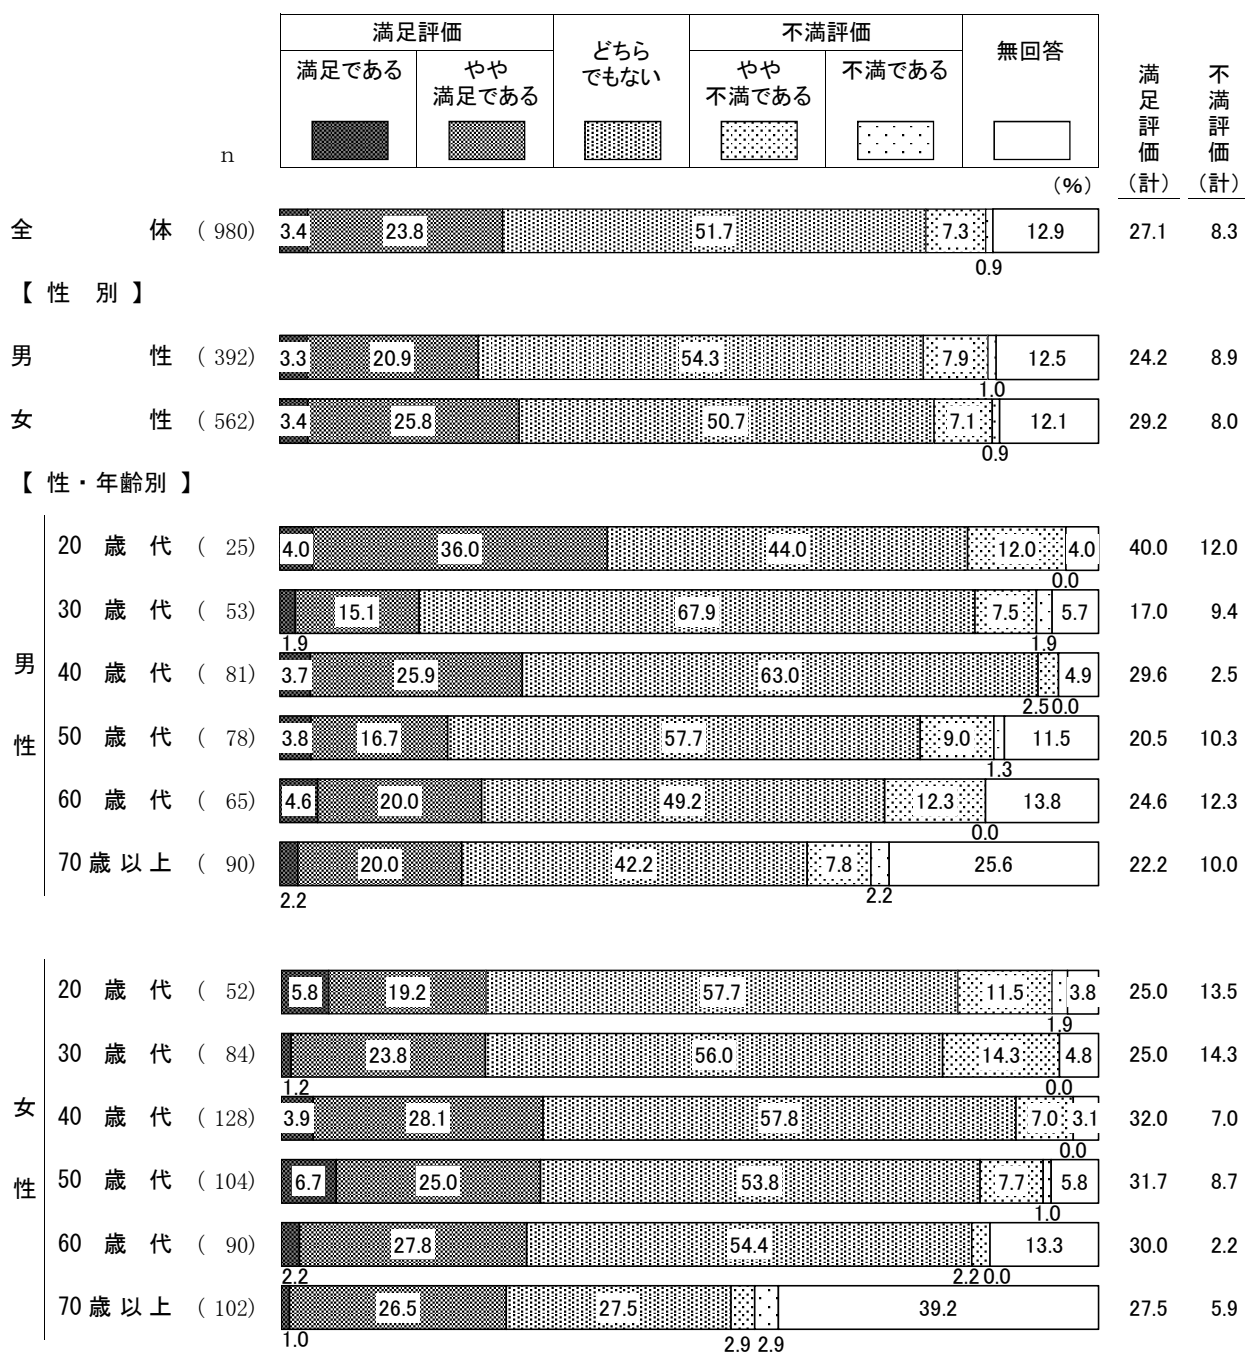 満足評価 どちらでもない 不満評価 無回答
満足である やや満足である やや不満である 不満である
満足評価（計） 不満評価（計）
n
（%）
全体 ( 980) 3.4 23.8 51.7 7.3 12.9 27.1 8.3
0.9
【 性 別 】
男性 ( 392) 3.3 20.9 54.3 7.9 12.5 24.2 8.9
1.0
女性 ( 562) 3.4 25.8 50.7 7.1 12.1 29.2 8.0
0.9
【 性・年齢別 】
男性
20 歳 代 ( 25) 4.0 36.0 44.0 12.0 4.0 40.0 12.0
0.0
30 歳 代 ( 53) 15.1 67.9 7.5 5.7 17.0 9.4
1.9 1.9
40 歳 代 ( 81) 3.7 25.9 63.0 4.9 29.6 2.5
2.5 0.0
50 歳 代 ( 78) 3.8 16.7 57.7 9.0 11.5 20.5 10.3
1.3
60 歳 代 ( 65) 4.6 20.0 49.2 12.3 13.8 24.6 12.3
0.0
70 歳 以 上 ( 90) 20.0 42.2 7.8 25.6 22.2 10.0
2.2 2.2
女性
20 歳 代 ( 52) 5.8 19.2 57.7 11.5 3.8 25.0 13.5
1.9
30 歳 代 ( 84) 23.8 56.0 14.3 4.8 25.0 14.3
1.2 0.0
40 歳 代 ( 128) 3.9 28.1 57.8 7.0 3.1 32.0 7.0
0.0
50 歳 代 ( 104) 6.7 25.0 53.8 7.7 5.8 31.7 8.7
1.0
60 歳 代 ( 90) 27.8 54.4 13.3 30.0 2.2
2.2 2.2 0.0
70 歳 以 上 ( 102) 26.5 27.5 39.2 27.5 5.9
1.0 2.9 2.9